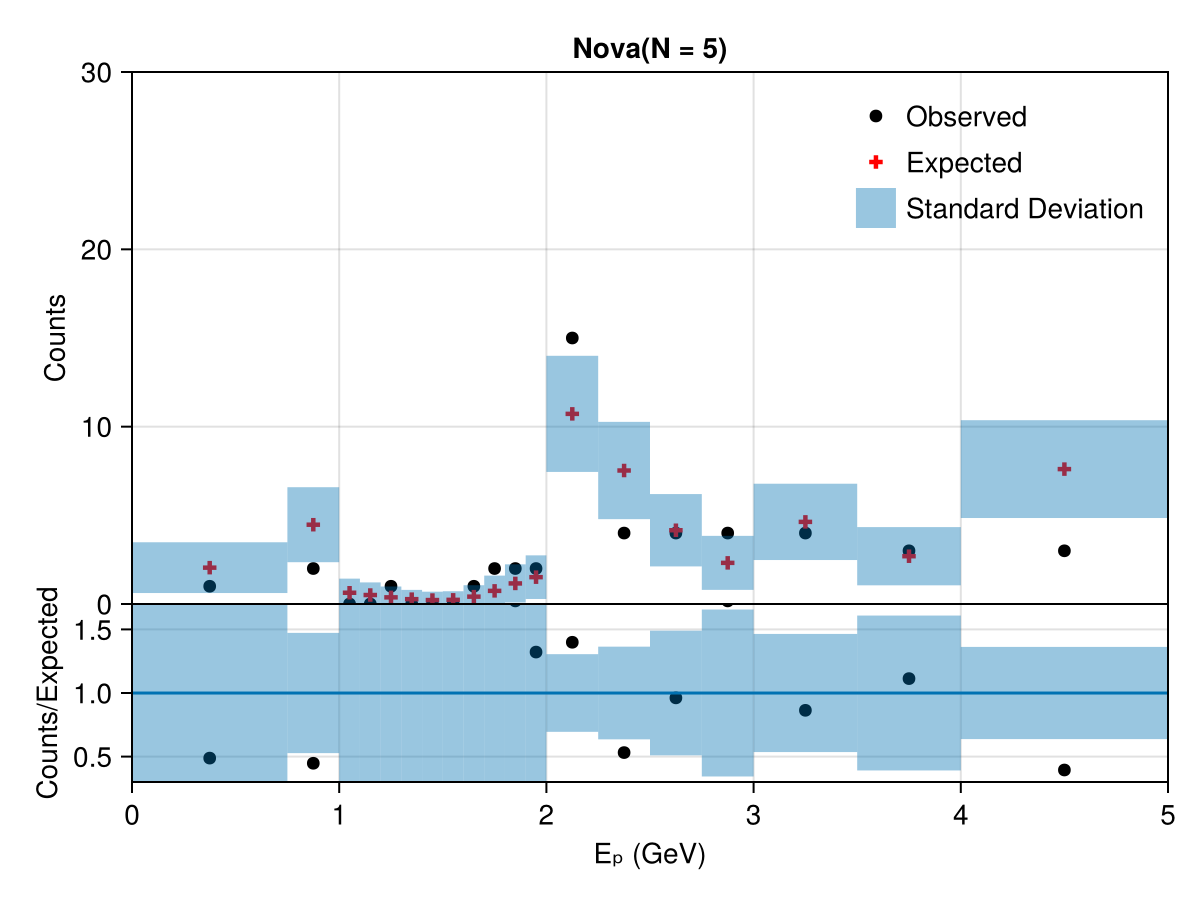 Nova(N = 5)
30
20
10
0
Counts
Observed
Expected
Standard Deviation
1.5
1.0
0.5
Counts/Expected
0 1 2 3 4 5
Eₚ (GeV)